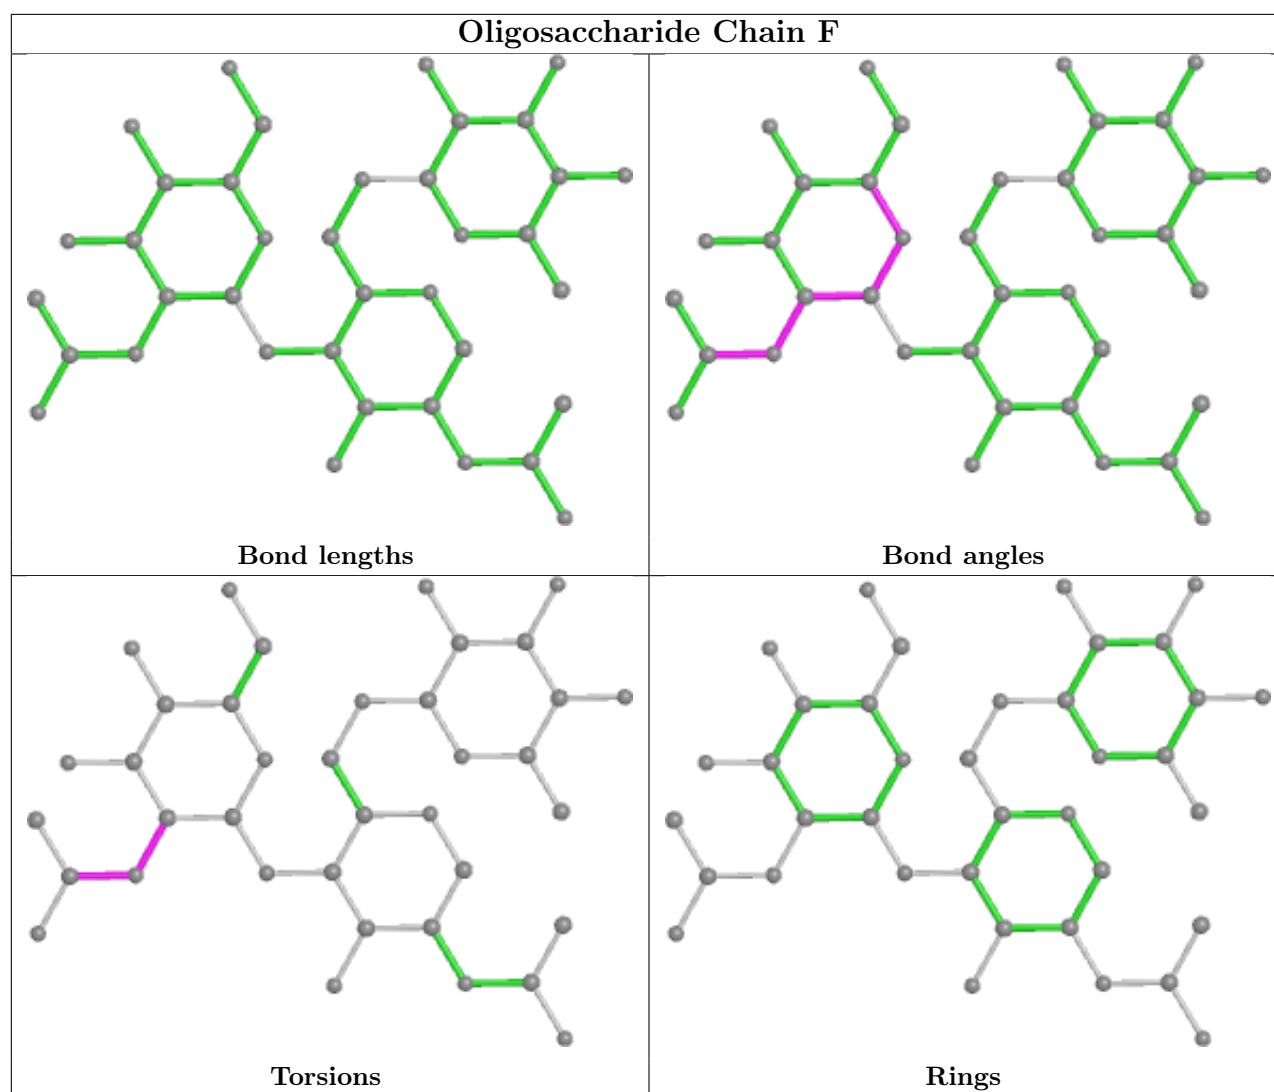 Oligosaccharide Chain F
Bond lengths
Bond angles
Torsions
Rings